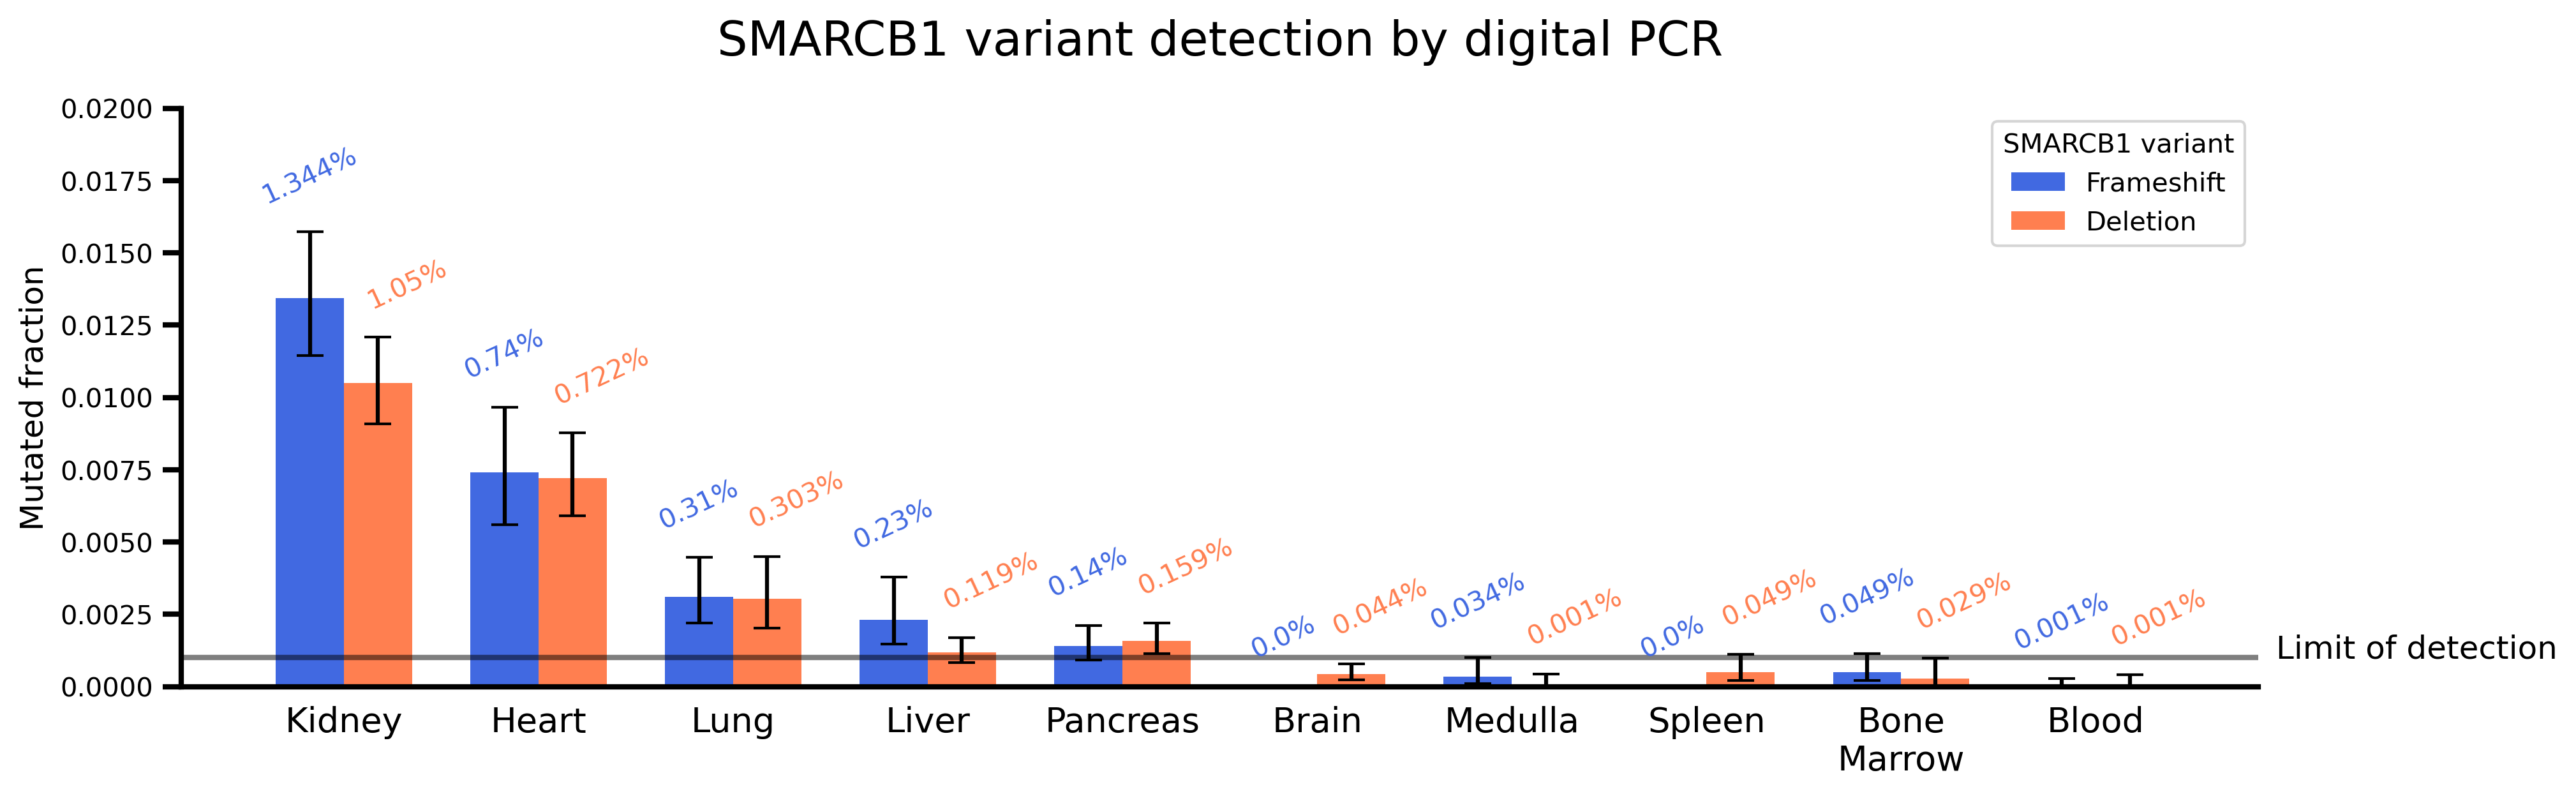 SMARCB1 variant detection by digital PCR
Mutated fraction
0.0200
0.0175
0.0150
0.0125
0.0100
0.0075
0.0050
0.0025
0.0000
1.344%
1.05%
0.74%
0.722%
0.31%
0.303%
0.23%
0.119%
0.14%
0.159%
0.0%
0.044%
0.034%
0.001%
0.0%
0.049%
0.049%
0.029%
0.001%
0.001%
SMARCB1 variant
Frameshift
Deletion
Limit of detection
Kidney
Heart
Lung
Liver
Pancreas
Brain
Medulla
Spleen
Bone
Marrow
Blood